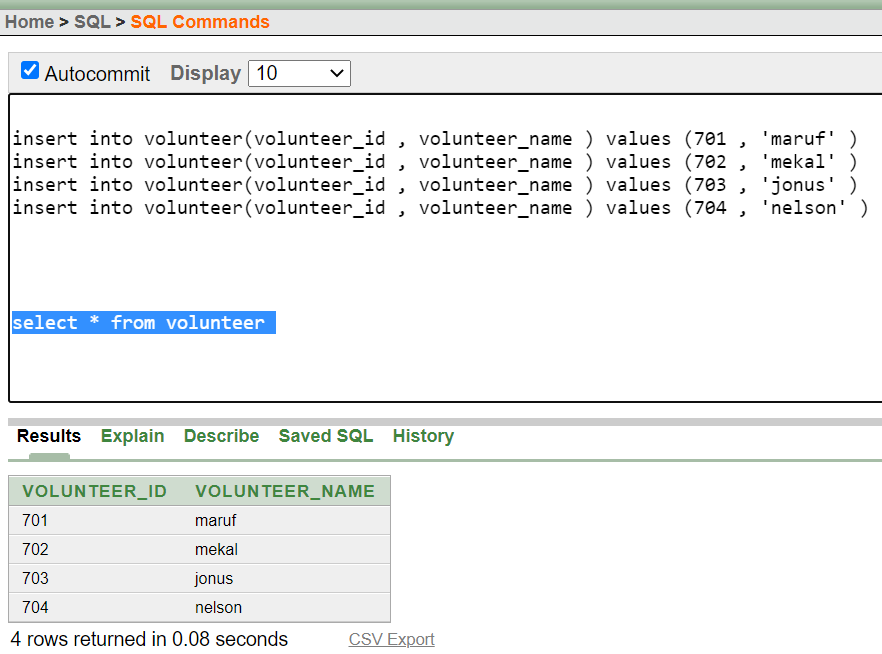 Home > SQL > SQL Commands
Autocommit Display 10
insert into volunteer(volunteer_id , volunteer_name ) values (701 , 'maruf' )
insert into volunteer(volunteer_id , volunteer_name ) values (702 , 'mekal' )
insert into volunteer(volunteer_id , volunteer_name ) values (703 , 'jonus' )
insert into volunteer(volunteer_id , volunteer_name ) values (704 , 'nelson' )
select * from volunteer
Results Explain Describe Saved SQL History
VOLUNTEER_ID VOLUNTEER_NAME
701 maruf
702 mekal
703 jonus
704 nelson
4 rows returned in 0.08 seconds CSV Export